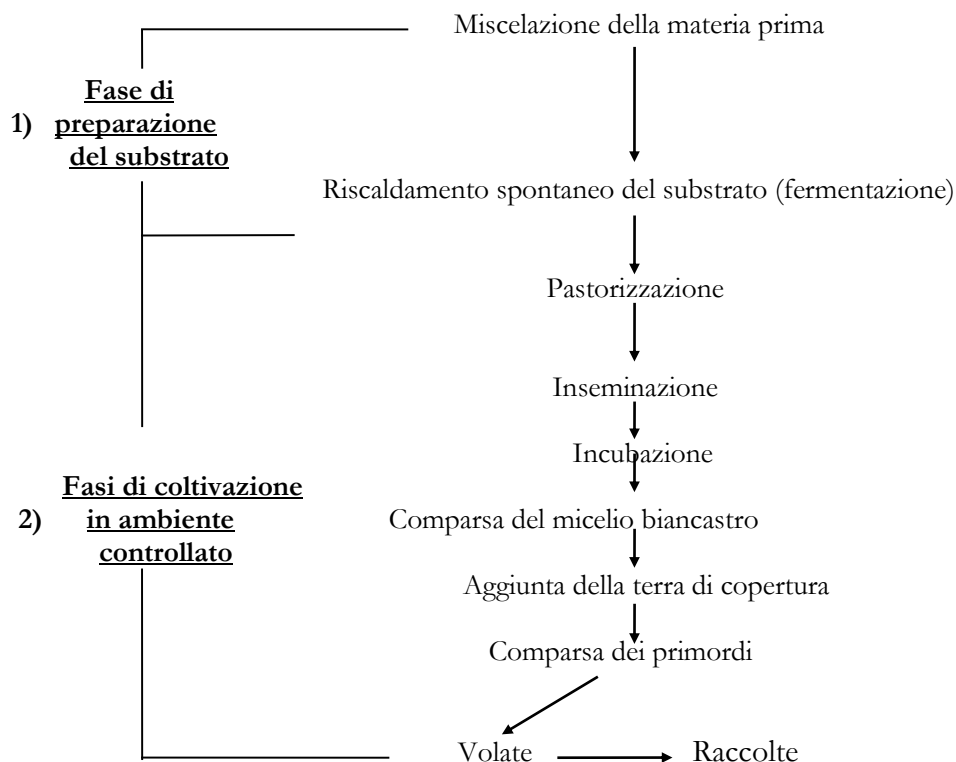 Miscelazione della materia prima
Fase di
1) preparazione
del substrato
Riscaldamento spontaneo del substrato (fermentazione)
Pastorizzazione
Inseminazione
Incubazione
Fasi di coltivazione
2) in ambiente
controllato
Comparsa del micelio biancastro
Aggiunta della terra di copertura
Comparsa dei primordi
Volate
Raccolte